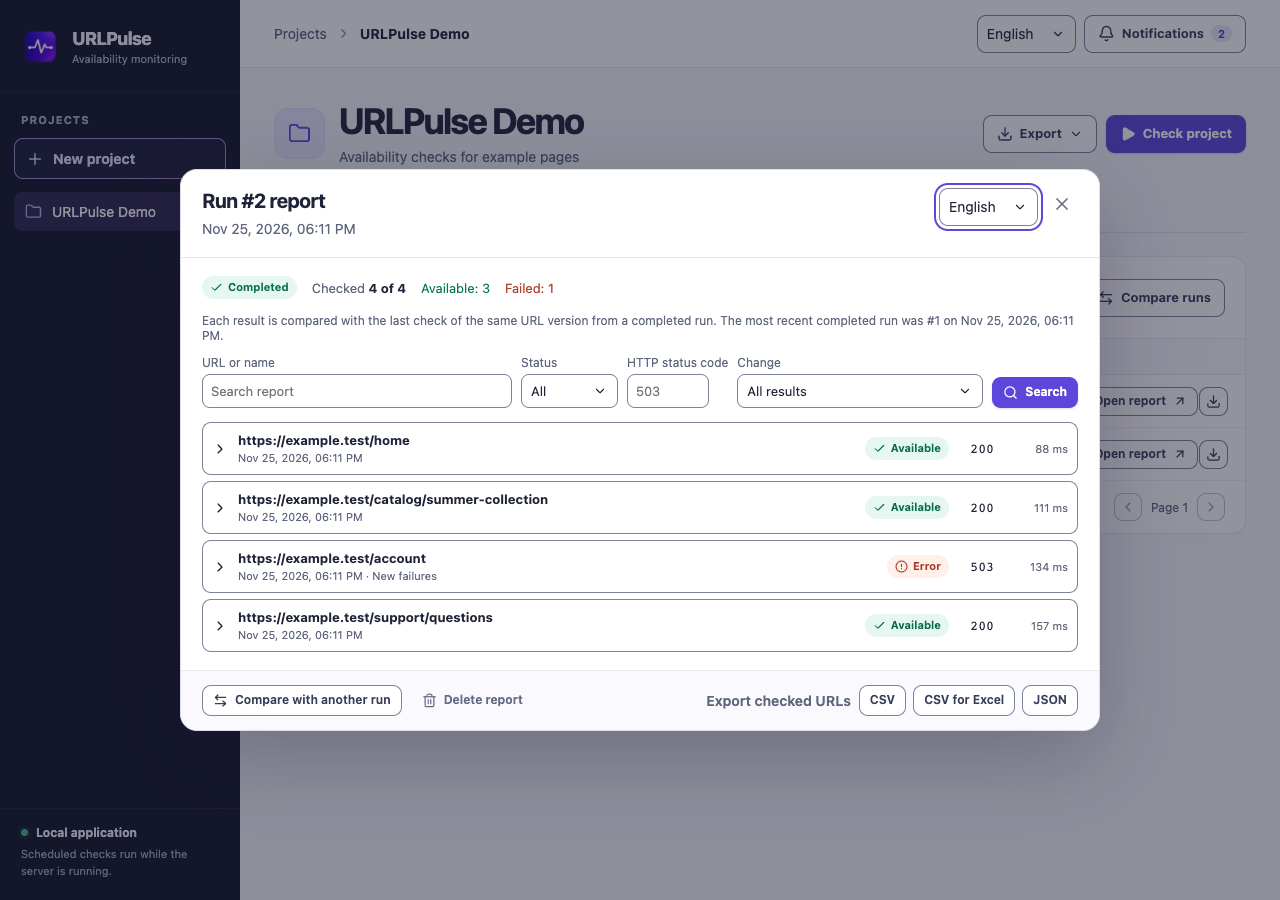 URLPulse
Availability monitoring
PROJECTS
New project
URLPulse Demo
Local application
Scheduled checks run while the
server is running.
Projects
URLPulse Demo
English
Notifications 2
URLPulse Demo
Availability checks for example pages
Export
Check project
Compare runs
Open report
Open report
Page 1
Run #2 report
Nov 25, 2026, 06:11 PM
English
Completed
Checked 4 of 4
Available: 3
Failed: 1
Each result is compared with the last check of the same URL version from a completed run. The most recent completed run was #1 on Nov 25, 2026, 06:11
PM.
URL or name
Status
HTTP status code
Change
Search report
All
503
All results
Search
https://example.test/home
Nov 25, 2026, 06:11 PM
Available
200
88 ms
https://example.test/catalog/summer-collection
Nov 25, 2026, 06:11 PM
Available
200
111 ms
https://example.test/account
Nov 25, 2026, 06:11 PM · New failures
Error
503
134 ms
https://example.test/support/questions
Nov 25, 2026, 06:11 PM
Available
200
157 ms
Compare with another run
Delete report
Export checked URLs
CSV
CSV for Excel
JSON